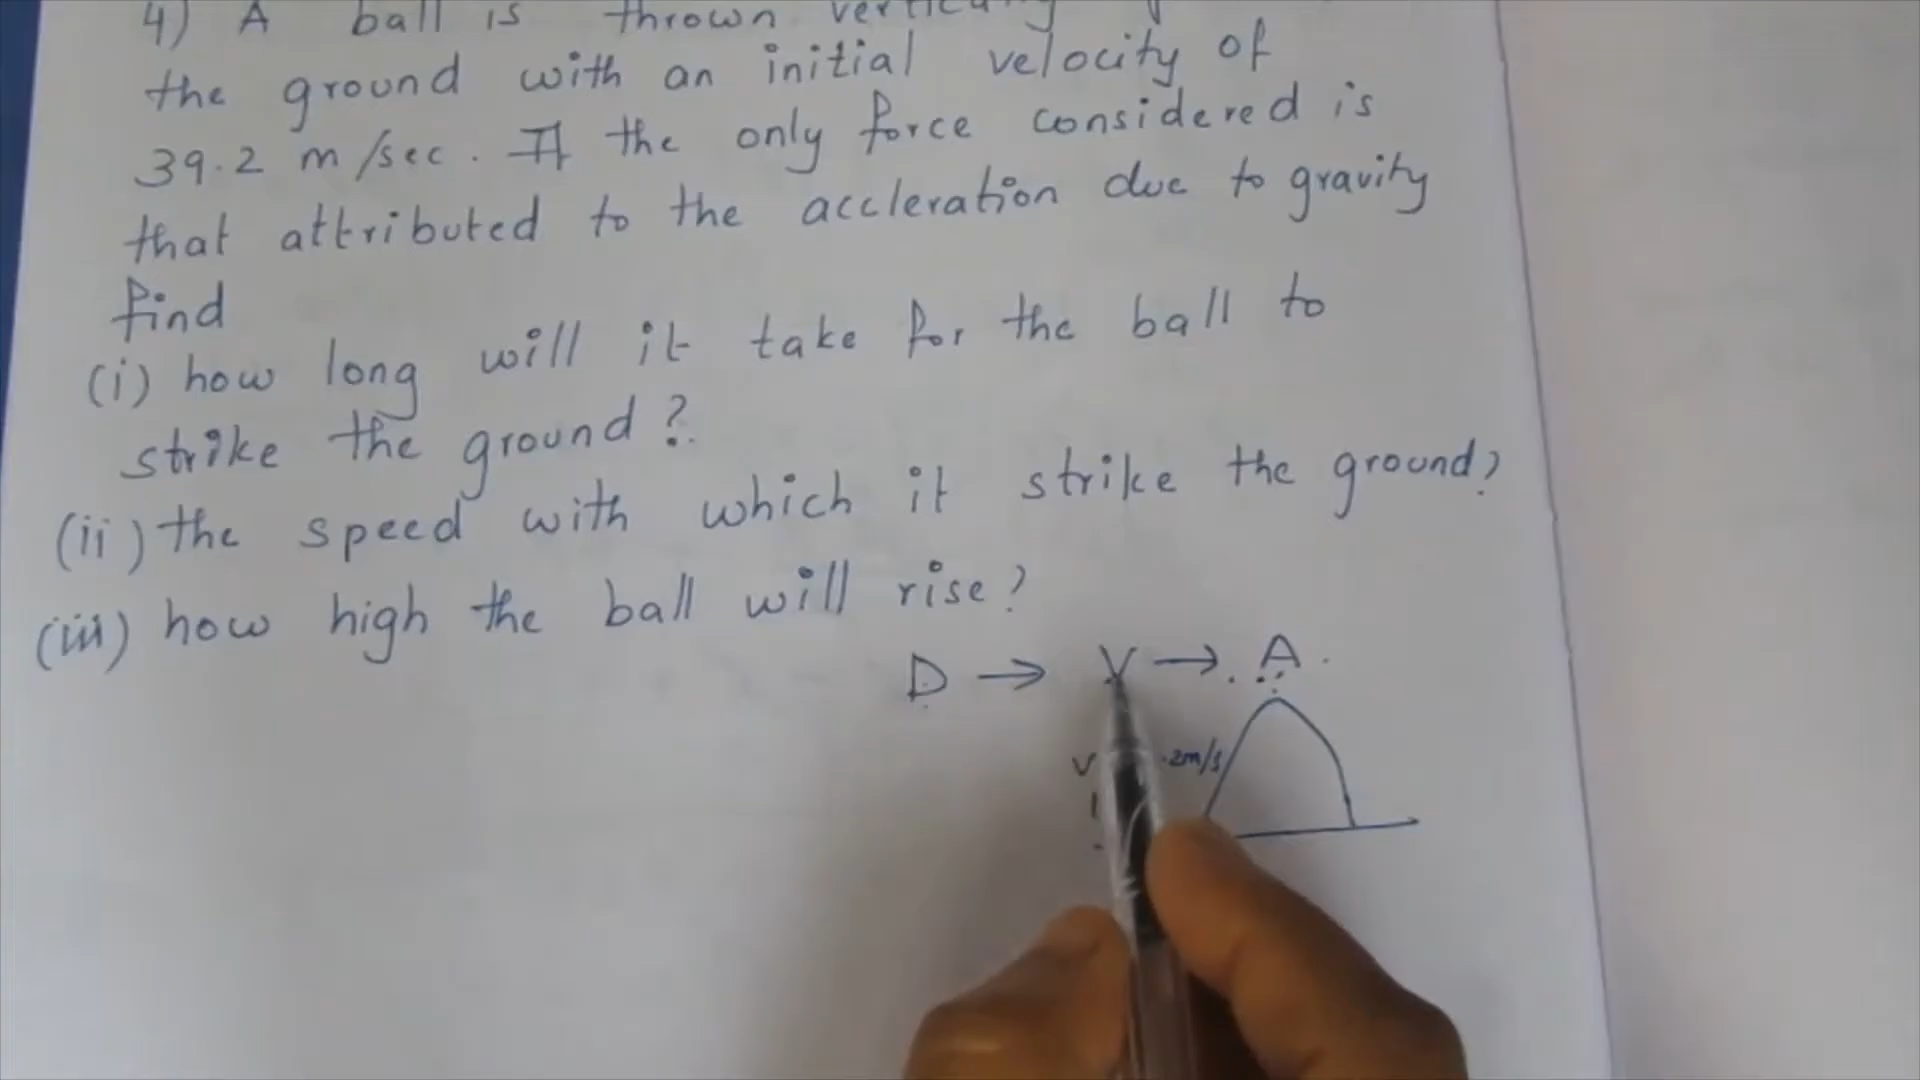 4) A ball is thrown
the ground with an initial velocity of
39.2 m/sec. If the only force considered is
that attributed to the accleration due to gravity
find
(i) how long will it take for the ball to
strike the ground?
(ii) the speed with which it strike the ground?
(iii) how high the ball will rise?
D → V → A
V .2m/s